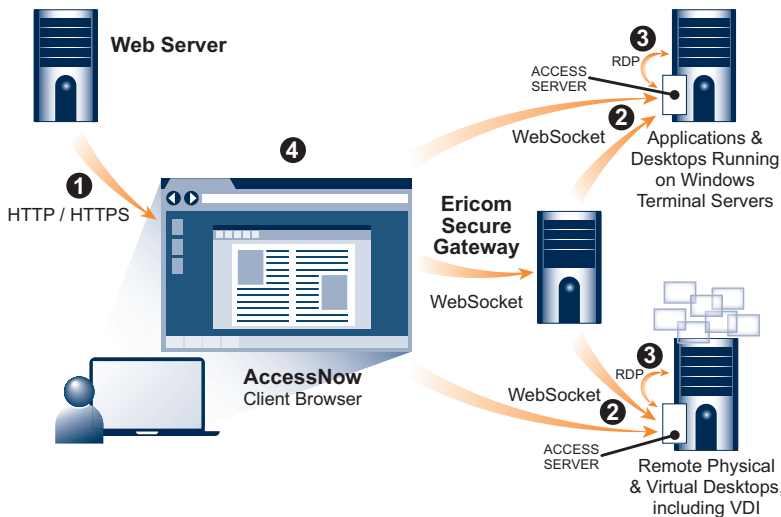 Web Server
1
HTTP / HTTPS
4
AccessNow
Client Browser
Ericom
Secure
Gateway
WebSocket
WebSocket
2
ACCESS
SERVER
3
RDP
Applications &
Desktops Running
on Windows
Terminal Servers
WebSocket
2
3
RDP
ACCESS
SERVER
Remote Physical
& Virtual Desktops,
including VDI